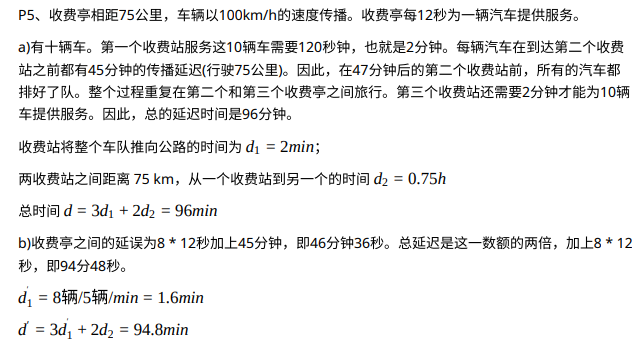 P5、收费亭相距75公里，车辆以100km/h的速度传播。收费亭每12秒为一辆汽车提供服务。
a)有十辆车。第一个收费站服务这10辆车需要120秒钟，也就是2分钟。每辆汽车在到达第二个收费
站之前都有45分钟的传播延迟(行驶75公里)。因此，在47分钟后的第二个收费站前，所有的汽车都
排好了队。整个过程重复在第二个和第三个收费亭之间旅行。第三个收费站还需要2分钟才能为10辆
车提供服务。因此，总的延迟时间是96分钟。
收费站将整个车队推向公路的时间为 d₁ = 2min；
两收费站之间距离 75 km，从一个收费站到另一个的时间 d₂ = 0.75h
总时间 d = 3d₁ + 2d₂ = 96min
b)收费亭之间的延误为8 * 12秒加上45分钟，即46分钟36秒。总延迟是这一数额的两倍，加上8 * 12
秒，即94分48秒。
d₁′ = 8辆/5辆/min = 1.6min
d′ = 3d₁′ + 2d₂ = 94.8min